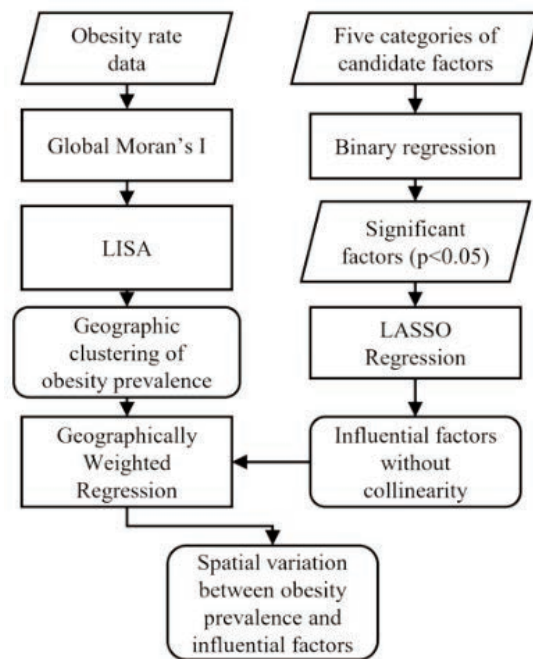 Obesity rate
data
Global Moran's I
LISA
Geographic
clustering of
obesity prevalence
Geographically
Weighted
Regression
Five categories of
candidate factors
Binary regression
Significant
factors (p<0.05)
LASSO
Regression
Influential factors
without
collinearity
Spatial variation
between obesity
prevalence and
influential factors